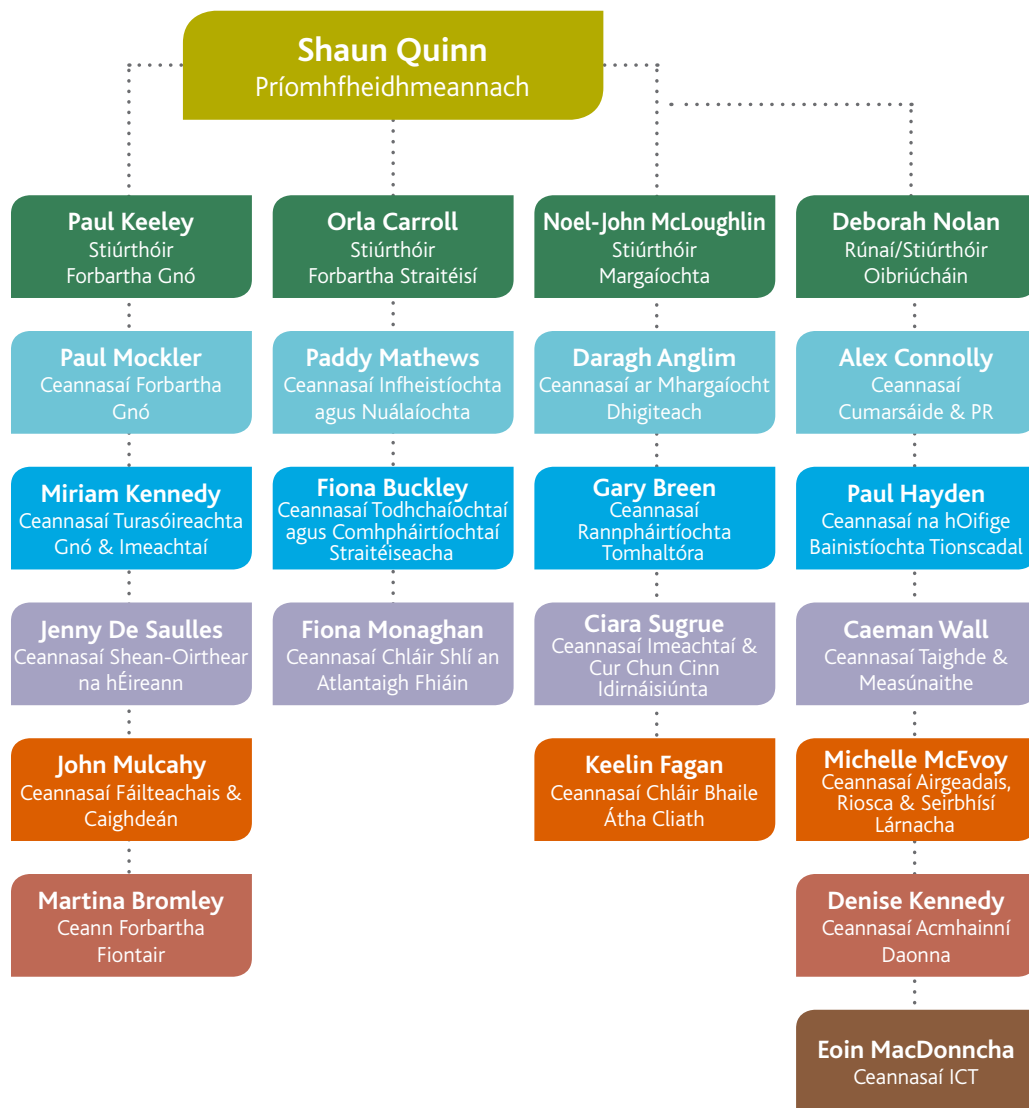 Shaun Quinn
Príomhfheidhmeannach
Paul Keeley
Stiúrthóir
Forbartha Gnó
Paul Mockler
Ceannasaí Forbartha
Gnó
Miriam Kennedy
Ceannasaí Turasóireachta
Gnó & Imeachtaí
Jenny De Saulles
Ceannasaí Shean-Oirthear
na hÉireann
John Mulcahy
Ceannasaí Fáilteachais &
Caighdeán
Martina Bromley
Ceann Forbartha
Fiontair
Orla Carroll
Stiúrthóir
Forbartha Straitéisí
Paddy Mathews
Ceannasaí Infheistíochta
agus Nuálaíochta
Fiona Buckley
Ceannasaí Todhchaíochtaí
agus Comhpháirtíochtaí
Straitéiseacha
Fiona Monaghan
Ceannasaí Chláir Shlí an
Atlantaigh Fhiáin
Noel-John McLoughlin
Stiúrthóir
Margaíochta
Daragh Anglim
Ceannasaí ar Mhargaíocht
Dhigiteach
Gary Breen
Ceannasaí
Rannpháirtíochta
Tomhaltóra
Ciara Sugrue
Ceannasaí Imeachtaí &
Cur Chun Cinn
Idirnáisiúnta
Keelin Fagan
Ceannasaí Chláir Bhaile
Átha Cliath
Deborah Nolan
Rúnaí/Stiúrthóir
Oibriúcháin
Alex Connolly
Ceannasaí
Cumarsáide & PR
Paul Hayden
Ceannasaí na hOifige
Bainistíochta Tionscadal
Caeman Wall
Ceannasaí Taighde &
Measúnaithe
Michelle McEvoy
Ceannasaí Airgeadais,
Riosca & Seirbhísí
Lárnacha
Denise Kennedy
Ceannasaí Acmhainní
Daonna
Eoin MacDonncha
Ceannasaí ICT